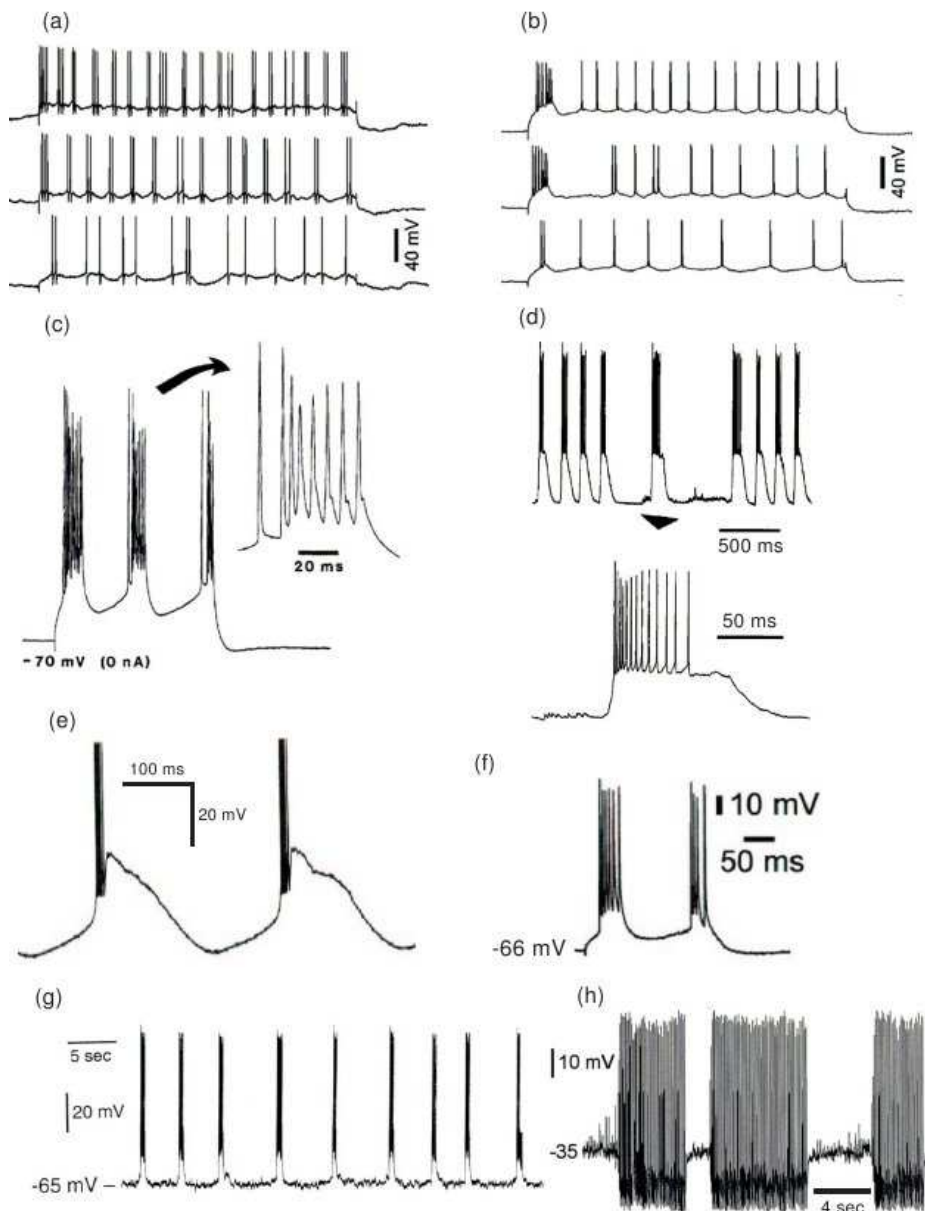 (a)
(b)
40 mV
40 mV
(c)
(d)
20 ms
-70 mV (0 nA)
500 ms
50 ms
(e)
100 ms
20 mV
(f)
10 mV
50 ms
-66 mV
(g)
5 sec
20 mV
-65 mV
(h)
10 mV
-35
4 sec